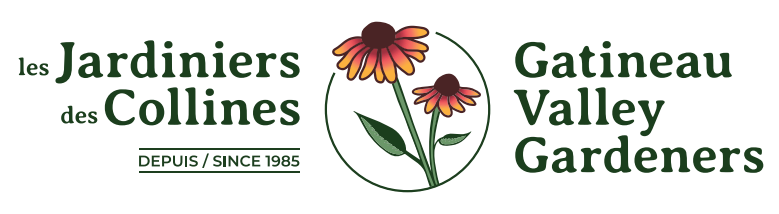 les Jardiniers
des Collines
DEPUIS / SINCE 1985
Gatineau
Valley
Gardeners